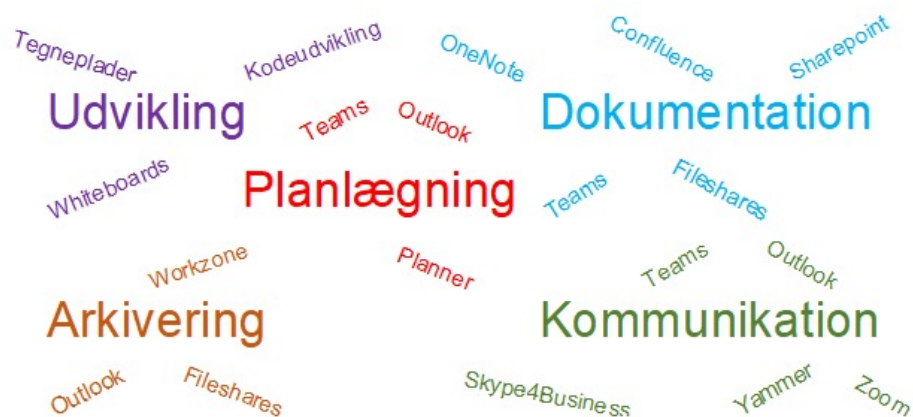 Tegneplader
Kodeudvikling
OneNote
Confluence
Sharepoint
Udvikling
Teams
Outlook
Dokumentation
Whiteboards
Planlægning
Teams
Fileshares
Workzone
Planner
Teams
Outlook
Arkivering
Kommunikation
Outlook
Fileshares
Skype4Business
Yammer
Zoom